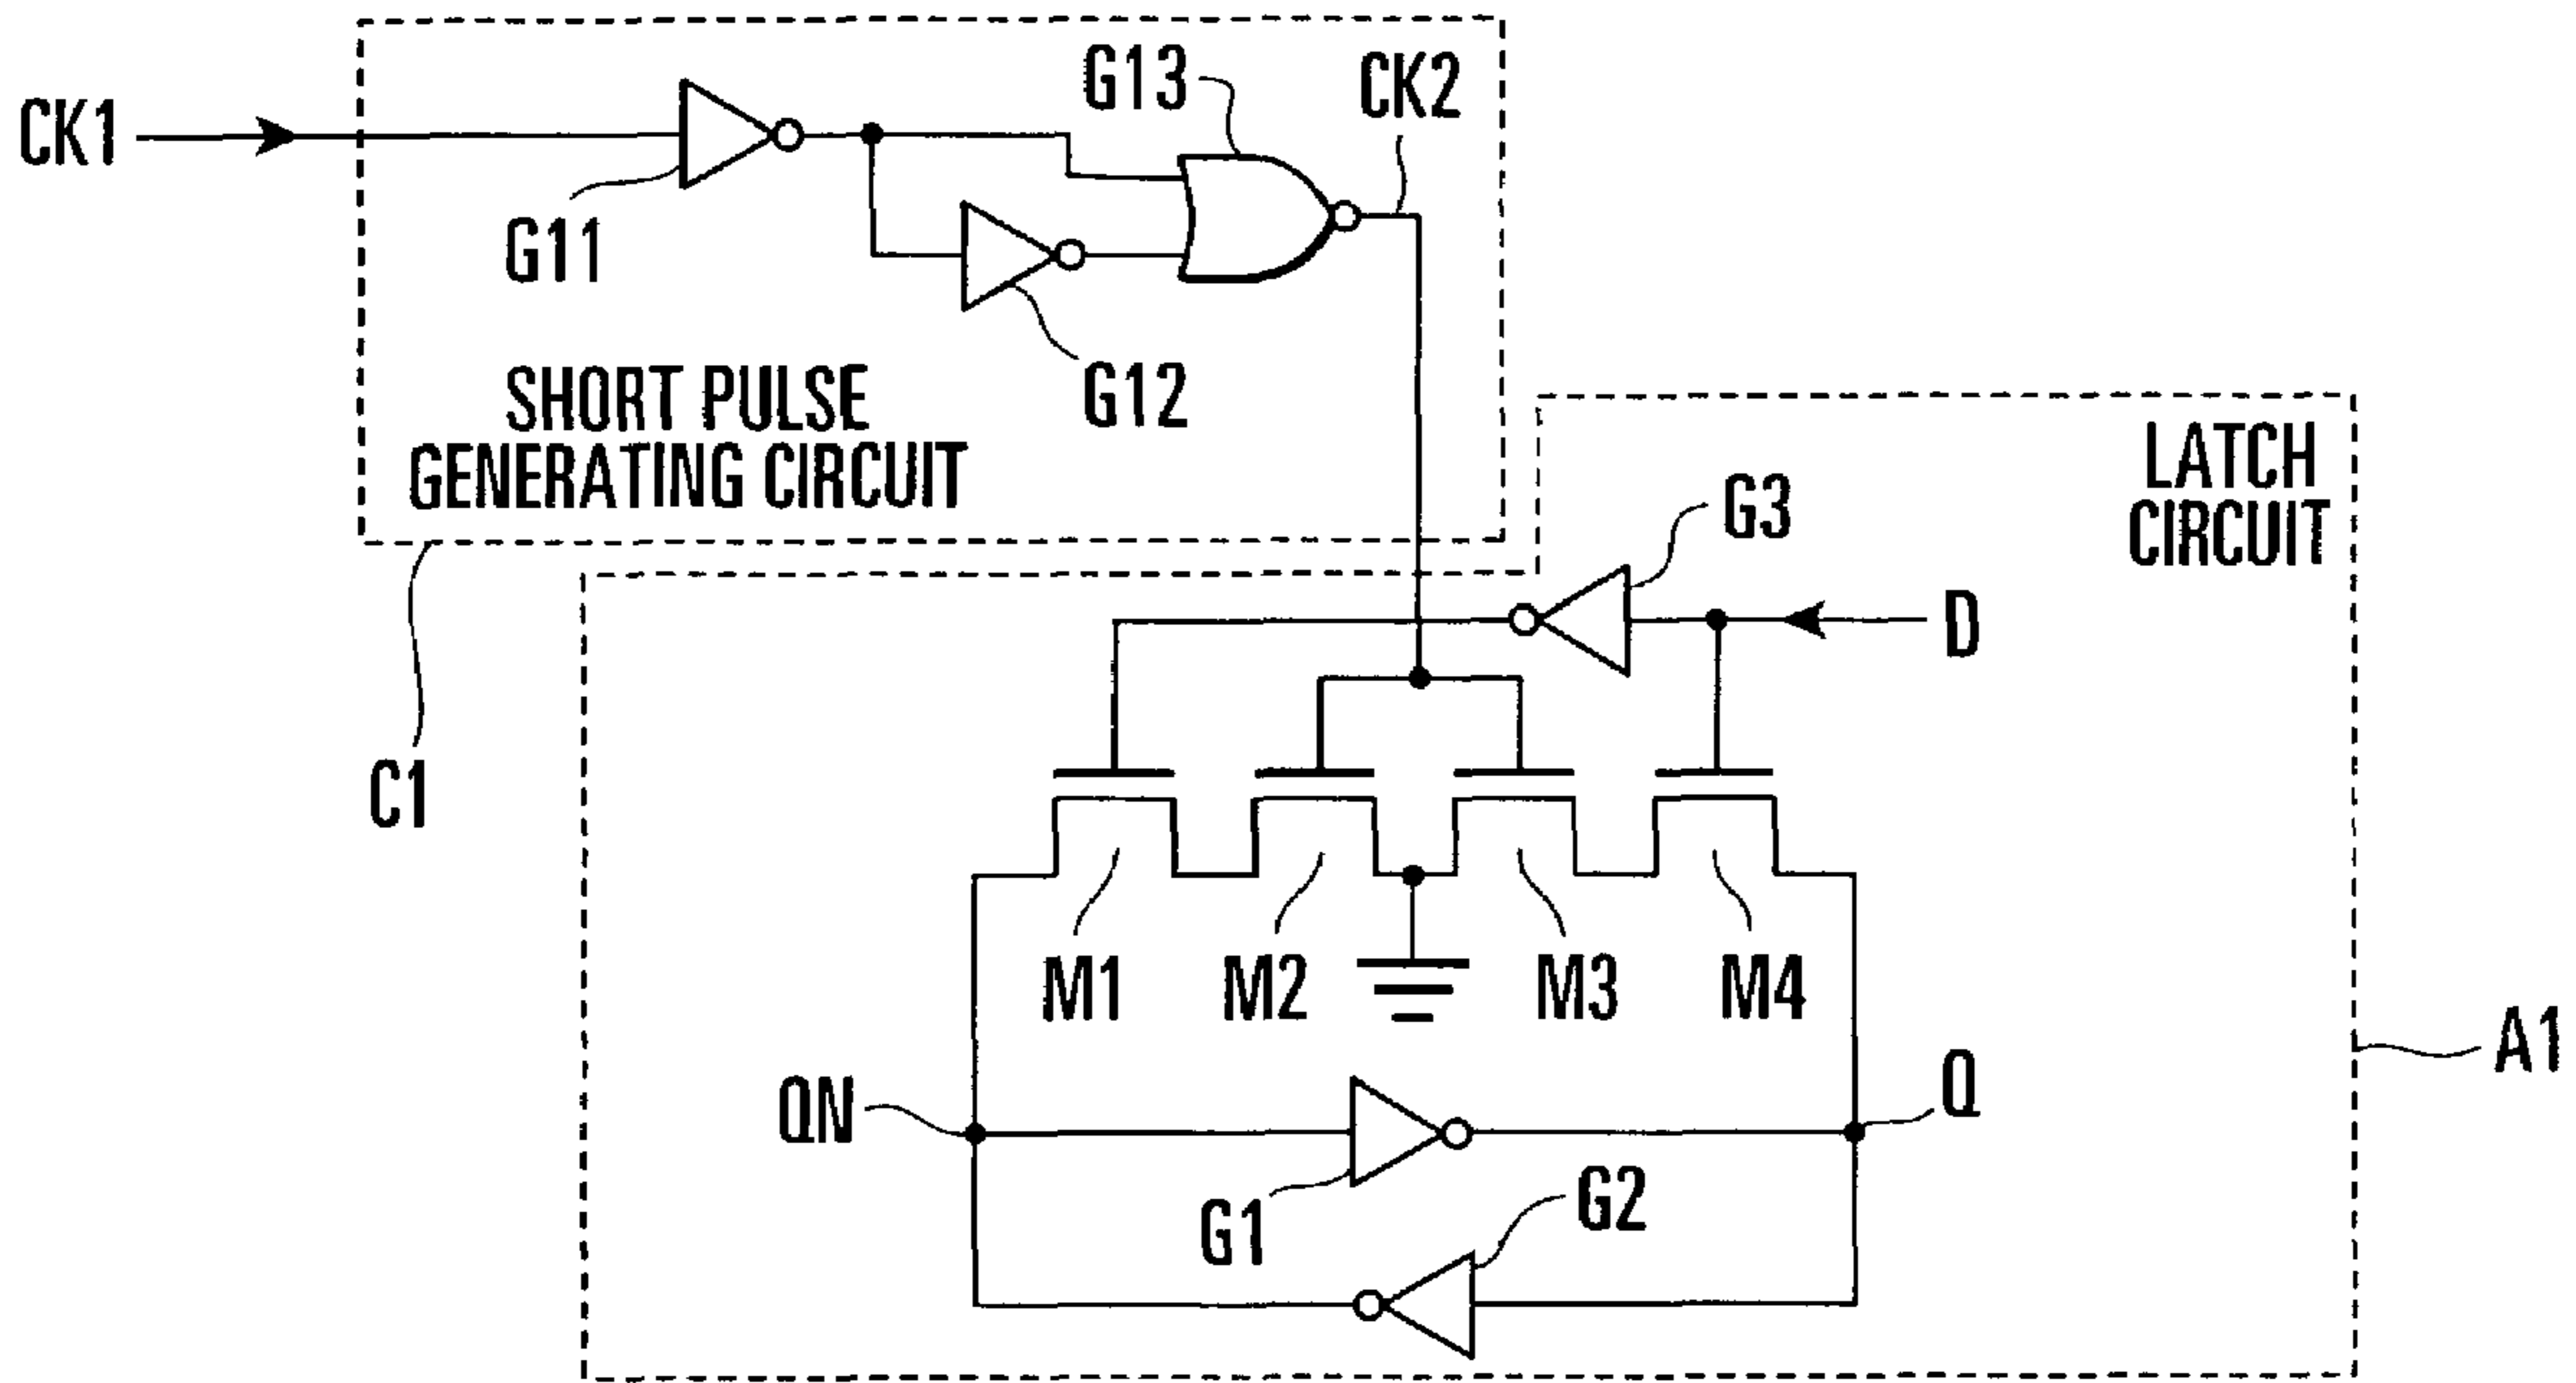 CK1
G11
G13
CK2
G12
SHORT PULSE
GENERATING CIRCUIT
C1
LATCH
CIRCUIT
G3
D
M1
M2
M3
M4
QN
Q
A1
G1
G2